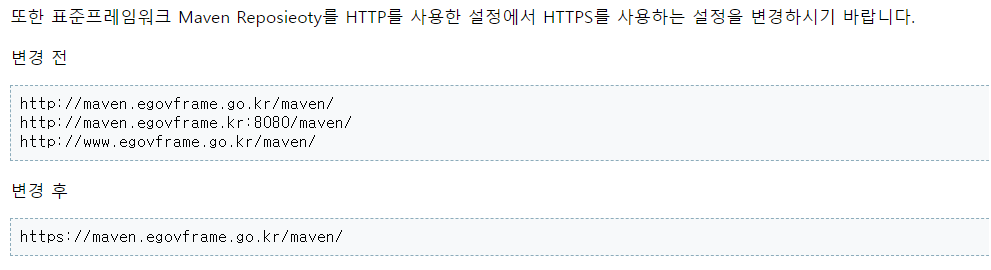 또한 표준프레임워크 Maven Reposieoty를 HTTP를 사용한 설정에서 HTTPS를 사용하는 설정을 변경하시기 바랍니다.
변경 전
http://maven.egovframe.go.kr/maven/
http://maven.egovframe.kr:8080/maven/
http://www.egovframe.go.kr/maven/
변경 후
https://maven.egovframe.go.kr/maven/